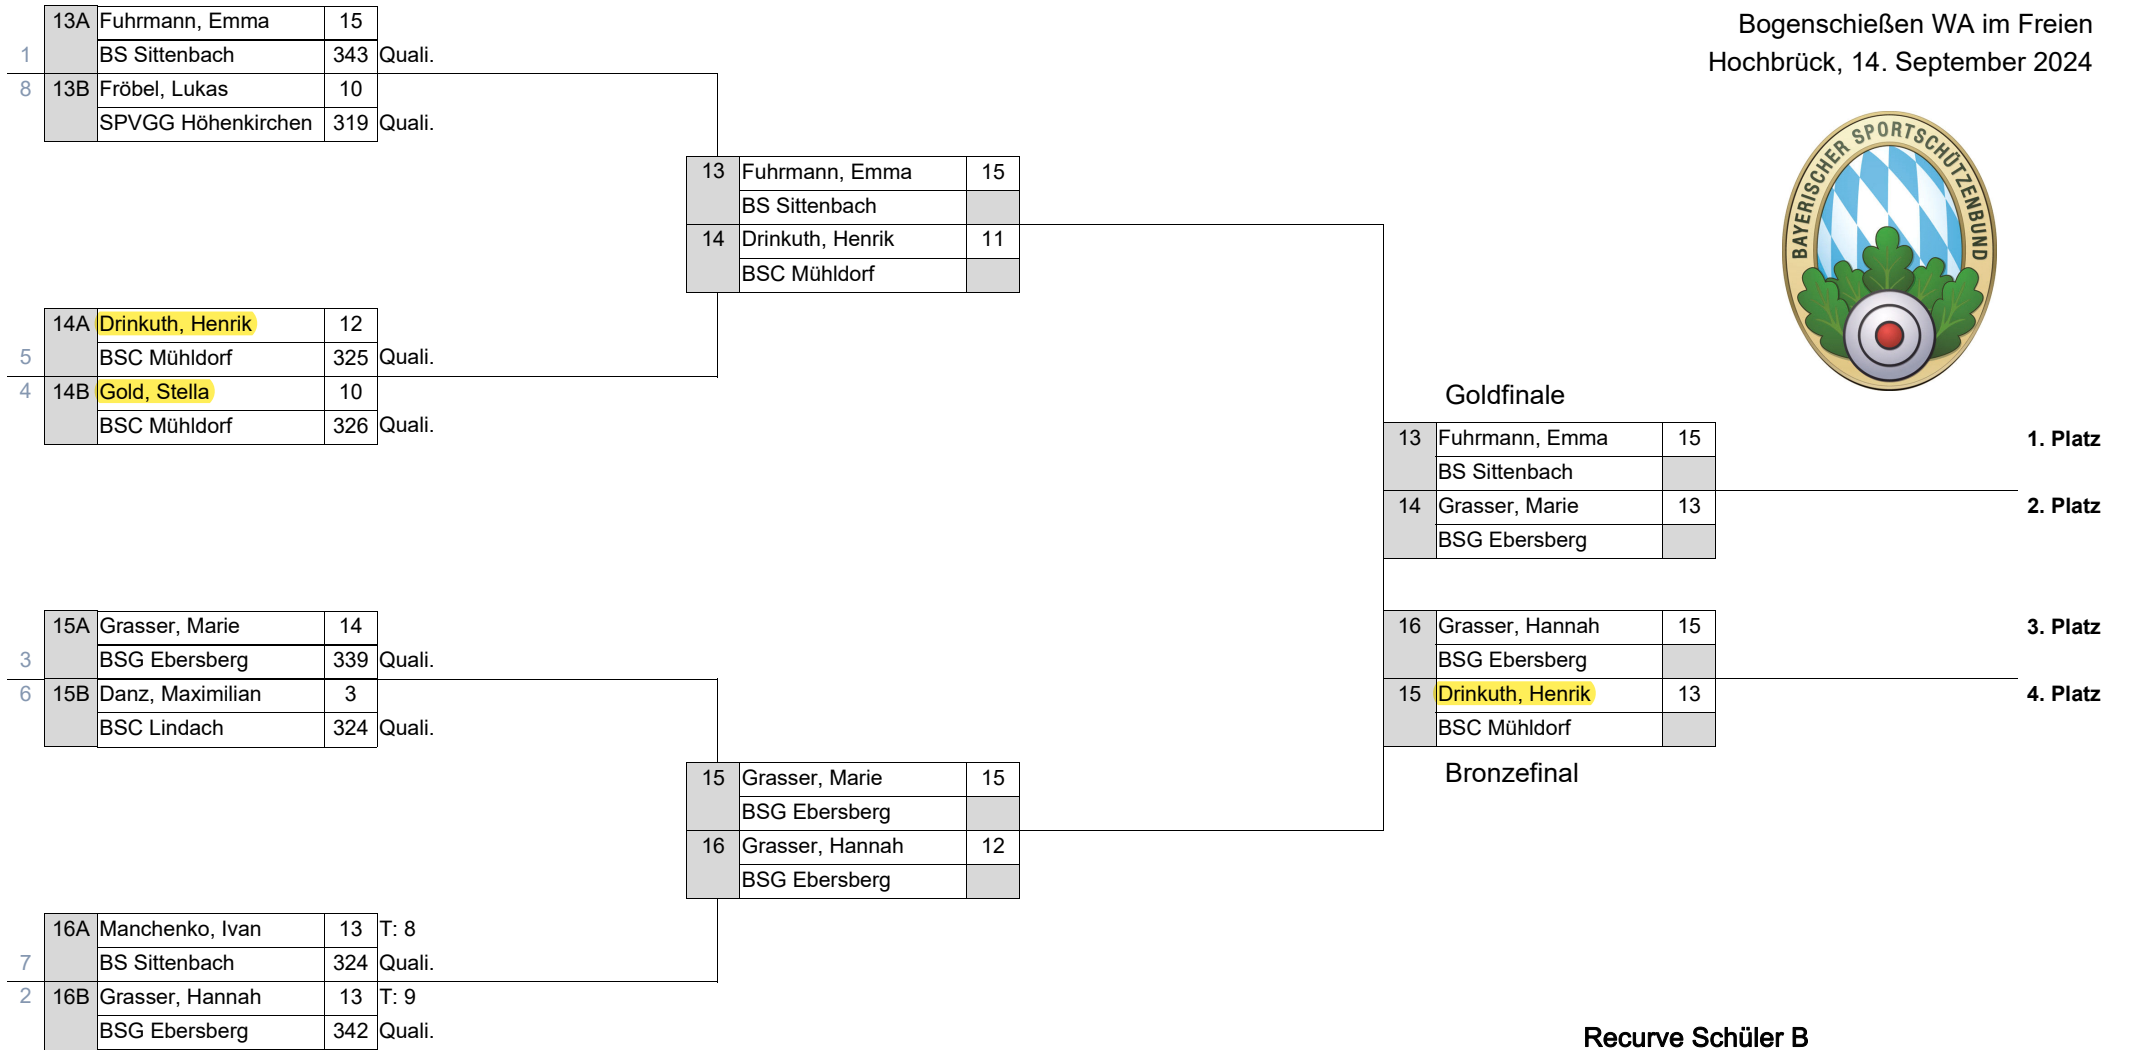 Bogenschießen WA im Freien
Hochbrück, 14. September 2024
BAYERISCHER SPORTSCHÜTZENBUND
13A Fuhrmann, Emma 15
1 BS Sittenbach 343 Quali.
8 13B Fröbel, Lukas 10
SPVGG Höhenkirchen 319 Quali.
13 Fuhrmann, Emma 15
BS Sittenbach
14 Drinkuth, Henrik 11
BSC Mühldorf
14A Drinkuth, Henrik 12
5 BSC Mühldorf 325 Quali.
4 14B Gold, Stella 10
BSC Mühldorf 326 Quali.
Goldfinale
13 Fuhrmann, Emma 15 1. Platz
BS Sittenbach
14 Grasser, Marie 13 2. Platz
BSG Ebersberg
15A Grasser, Marie 14
3 BSG Ebersberg 339 Quali.
6 15B Danz, Maximilian 3
BSC Lindach 324 Quali.
16 Grasser, Hannah 15 3. Platz
BSG Ebersberg
15 Drinkuth, Henrik 13 4. Platz
BSC Mühldorf
Bronzefinal
15 Grasser, Marie 15
BSG Ebersberg
16 Grasser, Hannah 12
BSG Ebersberg
16A Manchenko, Ivan 13 T: 8
7 BS Sittenbach 324 Quali.
2 16B Grasser, Hannah 13 T: 9
BSG Ebersberg 342 Quali.
Recurve Schüler B